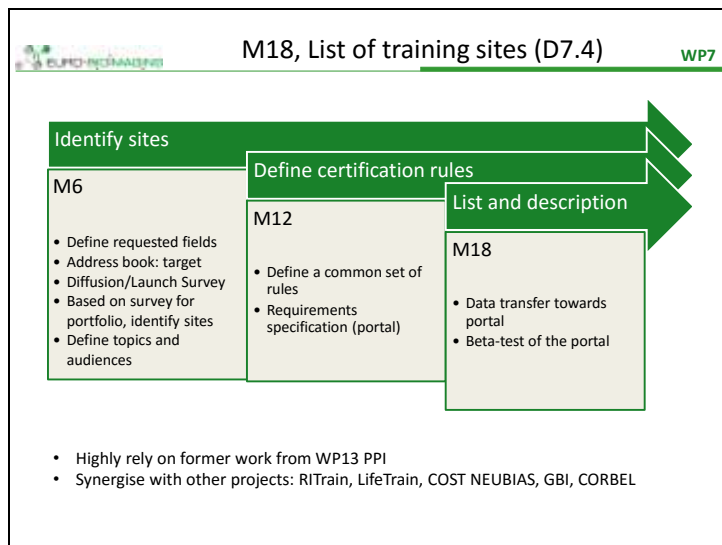 EURO-BIOIMAGING
M18, List of training sites (D7.4)
WP7
Identify sites
M6
• Define requested fields
• Address book: target
• Diffusion/Launch Survey
• Based on survey for
portfolio, identify sites
• Define topics and
audiences
Define certification rules
M12
• Define a common set of
rules
• Requirements
specification (portal)
List and description
M18
• Data transfer towards
portal
• Beta-test of the portal
• Highly rely on former work from WP13 PPI
• Synergise with other projects: RITrain, LifeTrain, COST NEUBIAS, GBI, CORBEL